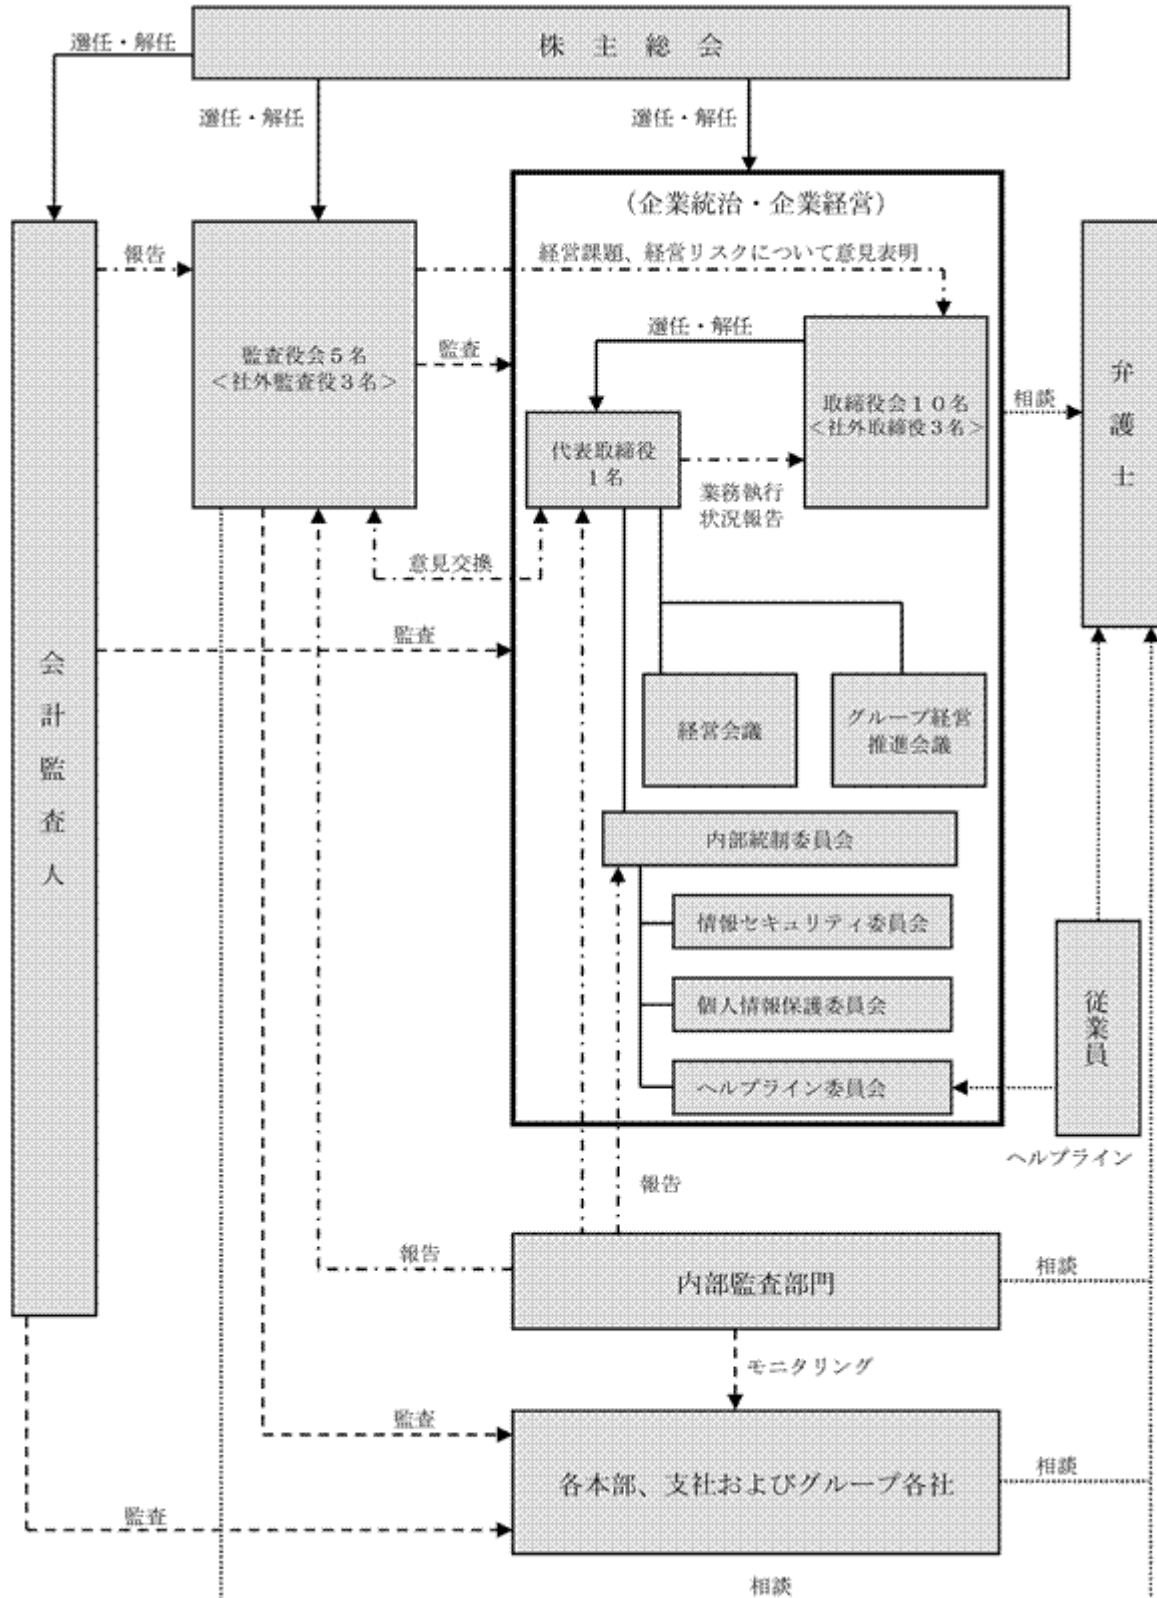 株主総会
選任・解任
選任・解任
選任・解任
（企業統治・企業経営）
報告
経営課題、経営リスクについて意見表明
選任・解任
監査役会５名
＜社外監査役３名＞
監査
取締役会１０名
＜社外取締役３名＞
相談
弁護士
代表取締役
１名
業務執行
状況報告
意見交換
監査
会計監査人
経営会議
グループ経営
推進会議
内部統制委員会
情報セキュリティ委員会
個人情報保護委員会
ヘルプライン委員会
従業員
ヘルプライン
報告
報告
内部監査部門
相談
モニタリング
監査
各本部、支社およびグループ各社
相談
監査
相談